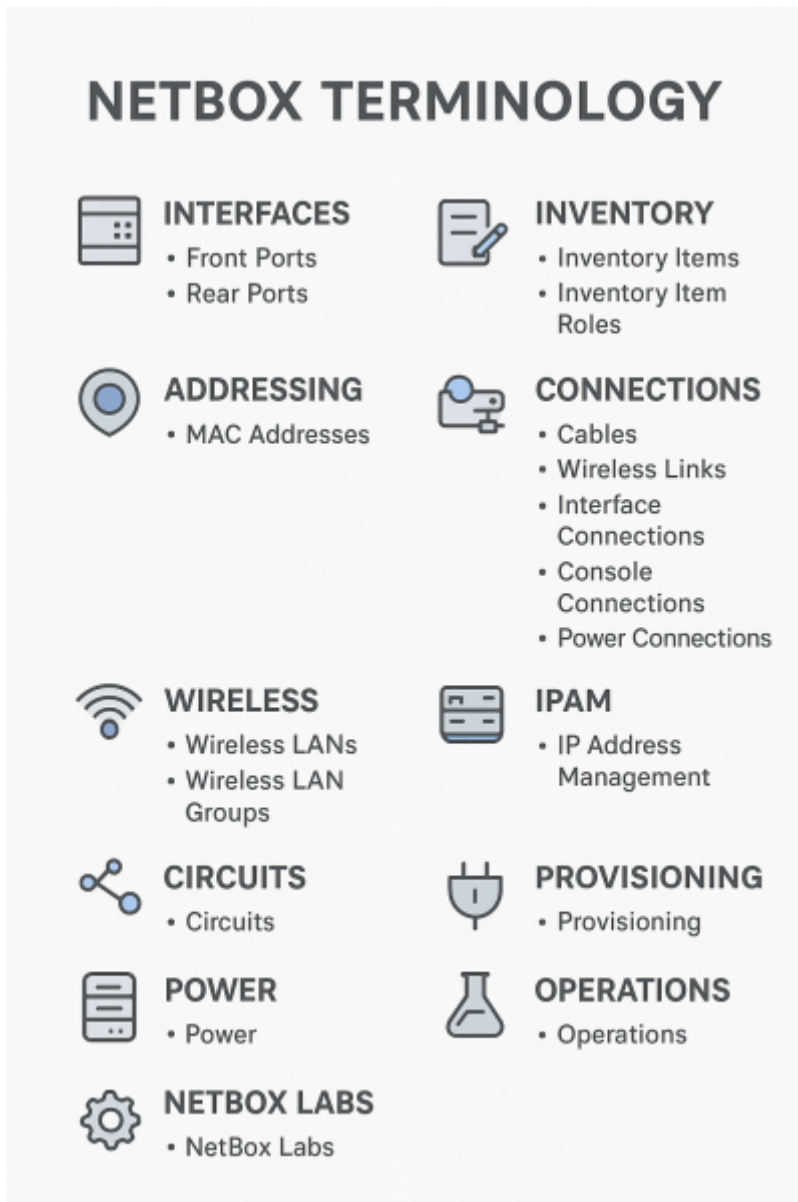 NETBOX TERMINOLOGY
INTERFACES
• Front Ports
• Rear Ports
INVENTORY
• Inventory Items
• Inventory Item
Roles
ADDRESSING
• MAC Addresses
CONNECTIONS
• Cables
• Wireless Links
• Interface
Connections
• Console
Connections
• Power Connections
WIRELESS
• Wireless LANs
• Wireless LAN
Groups
IPAM
• IP Address
Management
CIRCUITS
• Circuits
PROVISIONING
• Provisioning
POWER
• Power
OPERATIONS
• Operations
NETBOX LABS
• NetBox Labs